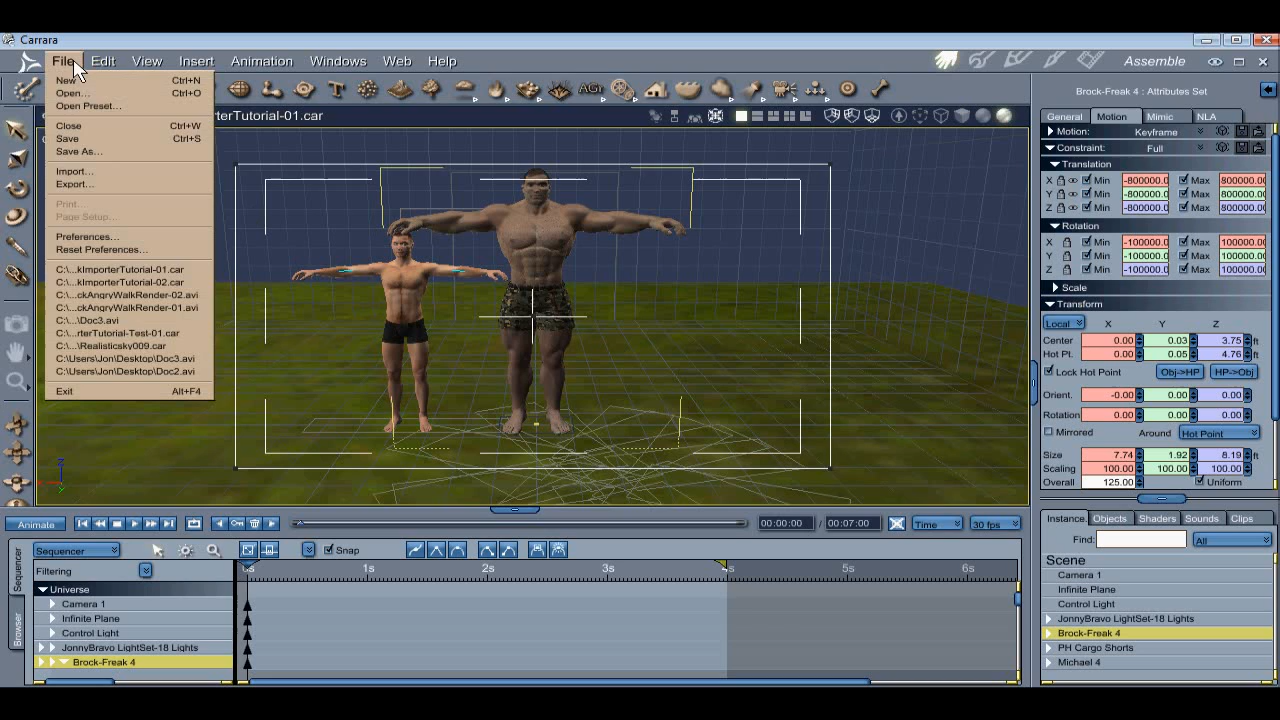 Carrara
File Edit View Insert Animation Windows Web Help
Assemble
New Ctrl+N
Open... Ctrl+O
Open Preset...
Close Ctrl+W
Save Ctrl+S
Save As...
Import...
Export...
Print...
Page Setup...
Preferences...
Reset Preferences...
C:\...kImporterTutorial-01.car
C:\...kImporterTutorial-02.car
C:\...ckAngryWalkRender-02.avi
C:\...ckAngryWalkRender-01.avi
C:\...\Doc3.avi
C:\...rterTutorial-Test-01.car
C:\...\Realisticsky009.car
C:\Users\Jon\Desktop\Doc3.avi
C:\Users\Jon\Desktop\Doc2.avi
Exit Alt+F4
AGI
rterTutorial-01.car
Z
Brock-Freak 4 : Attributes Set
General Motion Mimic NLA
Motion: Keyframe
Constraint: Full
Translation
X Min -800000.0 Max 800000.0
Y Min -800000.0 Max 800000.0
Z Min -800000.0 Max 800000.0
Rotation
X Min -100000.0 Max 100000.0
Y Min -100000.0 Max 100000.0
Z Min -100000.0 Max 100000.0
Scale
Transform
Local X Y Z
Center 0.00 0.03 3.75 ft
Hot Pt. 0.00 0.05 4.76
Lock Hot Point Obj->HP HP->Obj
Orient. -0.00 0.00 0.00
Rotation 0.00 0.00 0.00
Mirrored Around Hot Point
Size 7.74 1.92 8.19 ft
Scaling 100.00 100.00 100.00
Overall 125.00 Uniform
Animate 00:00:00 / 00:07:00 Time 30 fps
Sequencer
Browser
Sequencer Snap
Filtering
0s 1s 2s 3s 4s 5s 6s
Universe
Camera 1
Infinite Plane
Control Light
JonnyBravo LightSet-18 Lights
Brock-Freak 4
Instance. Objects Shaders Sounds Clips
Find: All
Scene
Camera 1
Infinite Plane
Control Light
JonnyBravo LightSet-18 Lights
Brock-Freak 4
PH Cargo Shorts
Michael 4